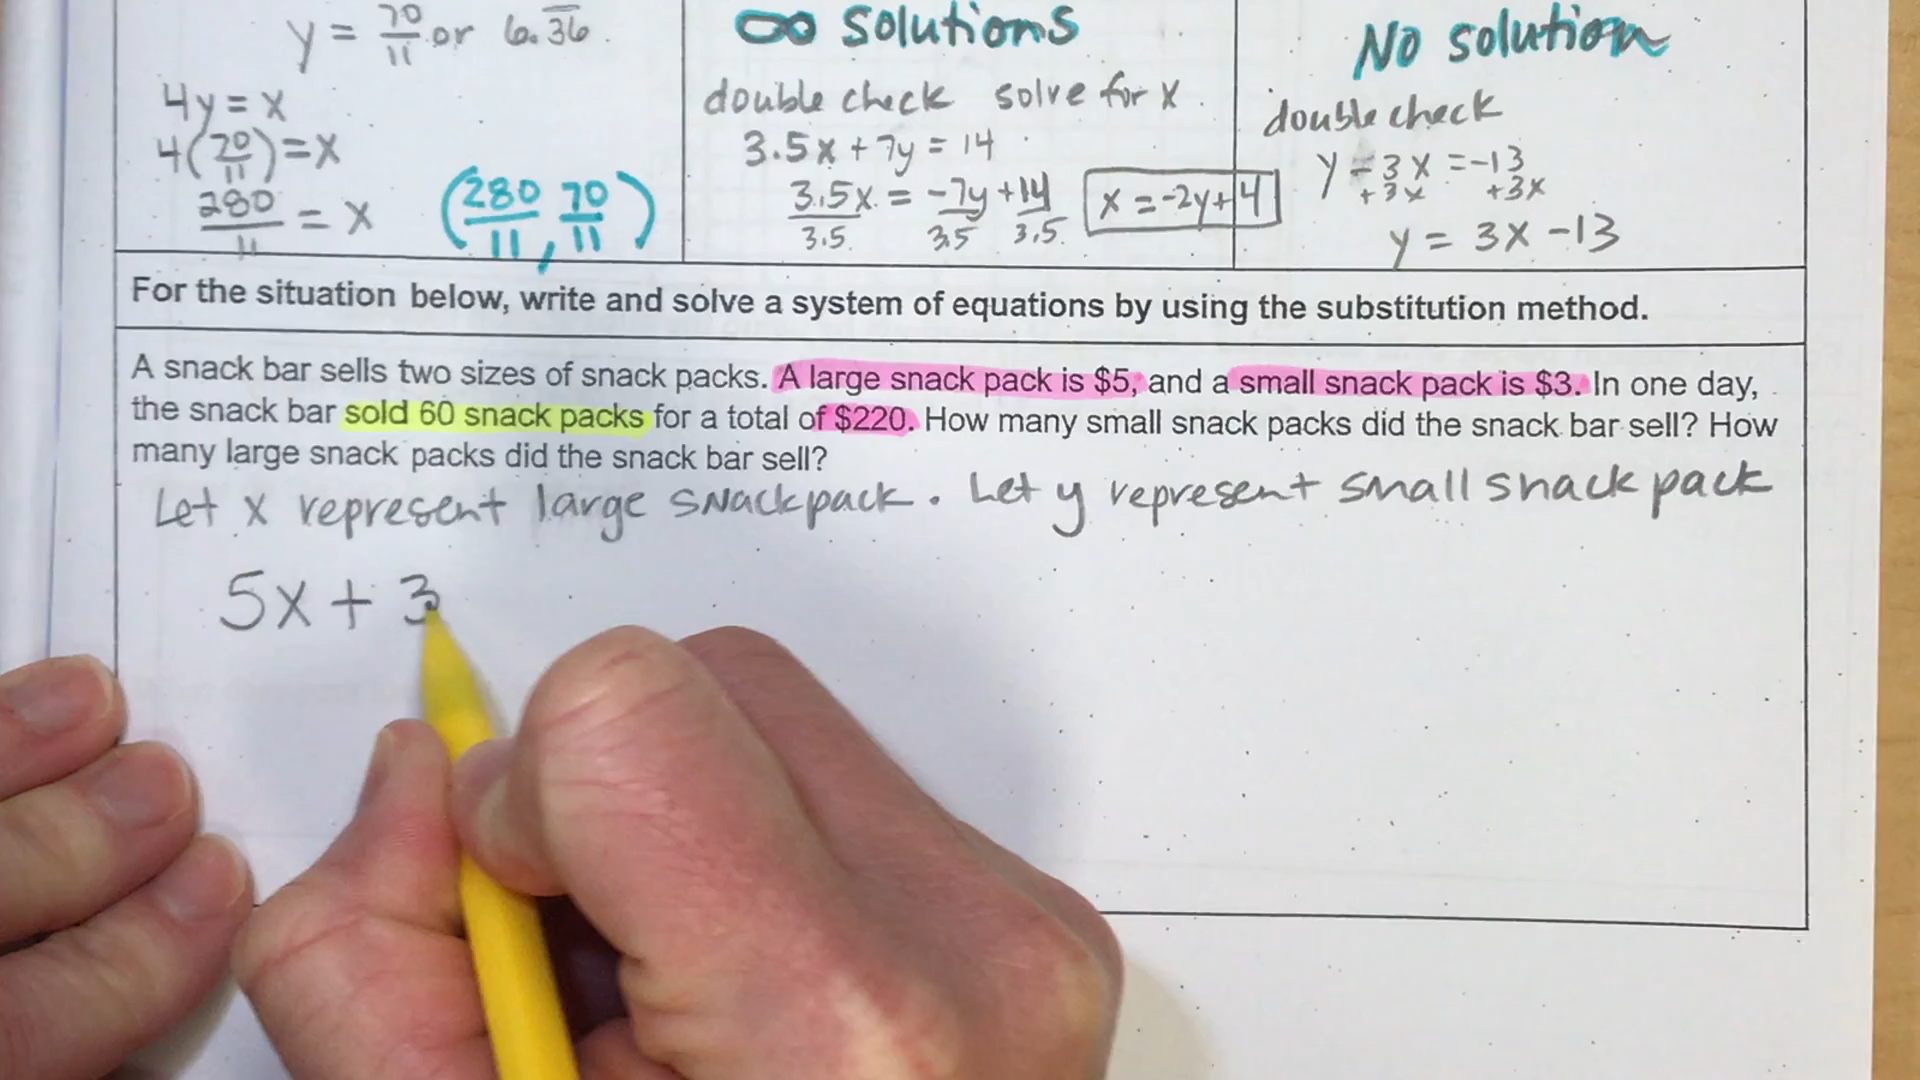 y = 70/11 or 6.3̅6̅.
4y = x
4(70/11) = x
280/11 = x
(280/11, 70/11)
∞ solutions
double check solve for x.
3.5x + 7y = 14
3.5x = -7y + 14
3.5 3.5 3.5
x = -2y + 4
No solution
double check
y - 3x = -13
+3x +3x
y = 3x - 13
For the situation below, write and solve a system of equations by using the substitution method.
A snack bar sells two sizes of snack packs. A large snack pack is $5, and a small snack pack is $3. In one day,
the snack bar sold 60 snack packs for a total of $220. How many small snack packs did the snack bar sell? How
many large snack packs did the snack bar sell?
Let x represent large snack pack. Let y represent small snack pack
5x + 3